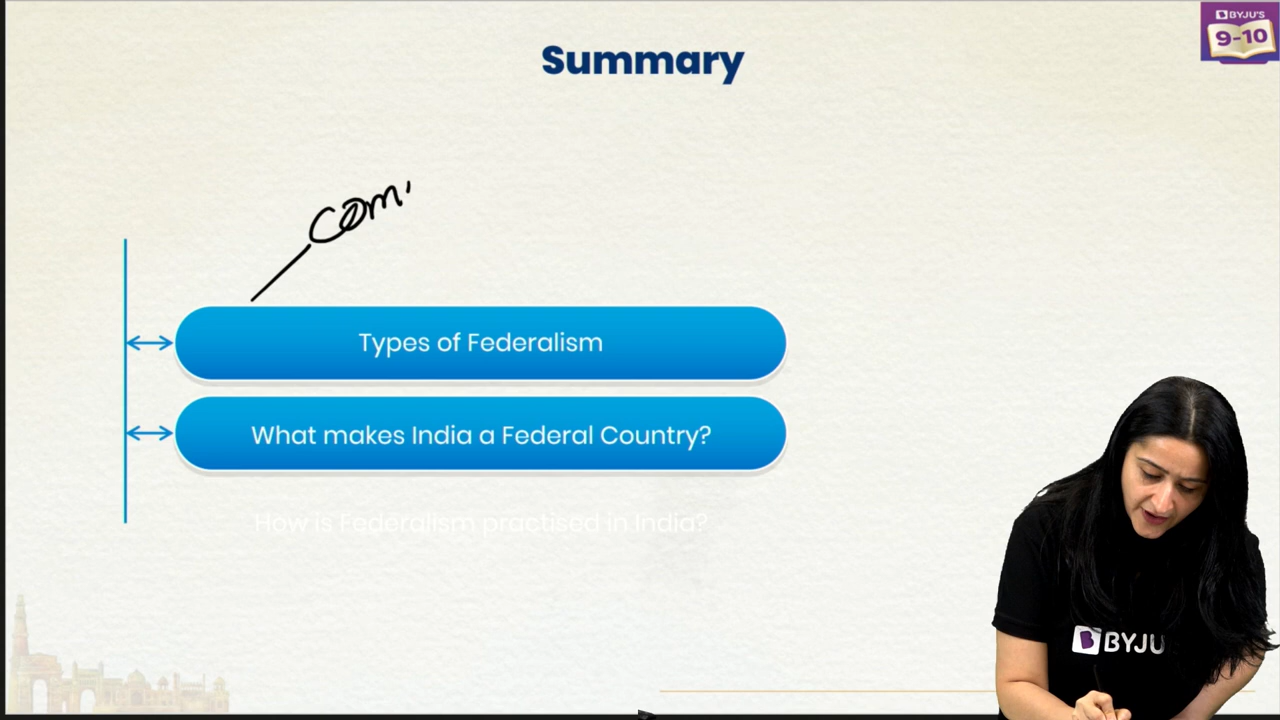 BYJU'S
9-10
Summary
com
Types of Federalism
What makes India a Federal Country?
How is Federalism practised in India?
BYJU